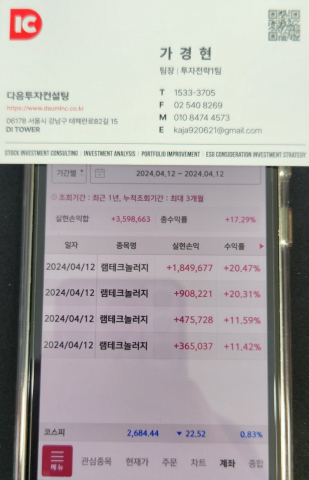 IC
가 경 현
팀장 | 투자전략1팀
다음투자컨설팅
https://www.dauminc.co.kr
06178 서울시 강남구 테헤란로82길 15
DI TOWER
T 1533-3705
F 02 540 8269
M 010 8474 4573
E kaja920621@gmail.com
STOCK INVESTMENT CONSULTING | INVESTMENT ANALYSIS | PORTFOLIO IMPROVEMENT | ESG CONSIDERATION INVESTMENT STRATEGY
기간별 2024.04.12 ~ 2024.04.12
조회기간 : 최근 1년, 누적조회기간 : 최대 3개월
실현손익합 +3,598,663 총수익률 +17.29%
일자 종목명 실현손익 수익률
2024/04/12 램테크놀러지 +1,849,677 +20.47%
2024/04/12 램테크놀러지 +908,221 +20.31%
2024/04/12 램테크놀러지 +475,728 +11.59%
2024/04/12 램테크놀러지 +365,037 +11.42%
코스피 2,684.44 ▼ 22.52 0.83%
메뉴 관심종목 현재가 주문 차트 계좌 종합